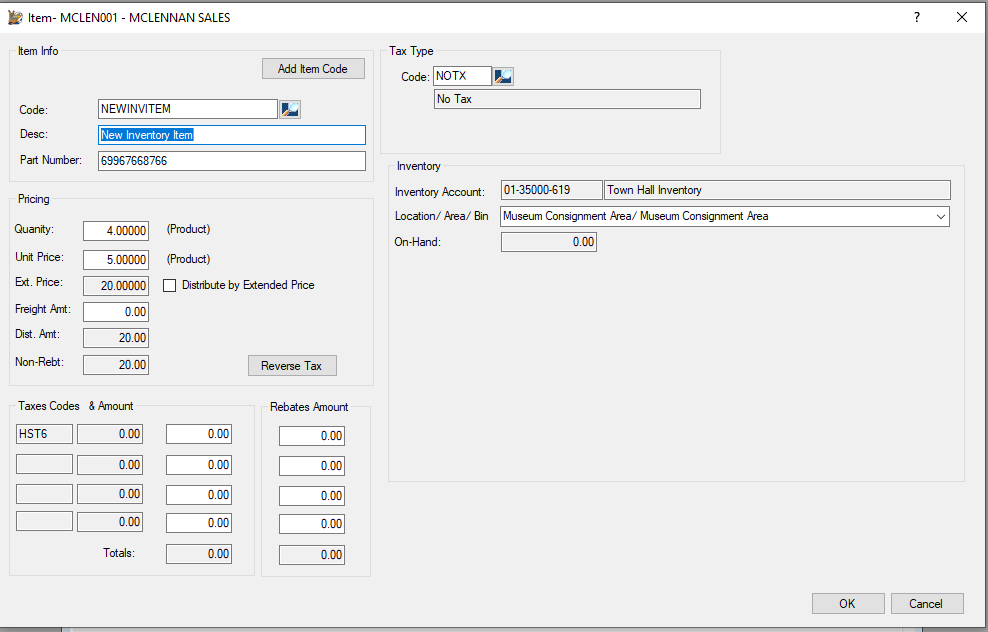 Item- MCLEN001 - MCLENNAN SALES ? ×
Item Info
Add Item Code
Code: NEWINVITEM
Desc: New Inventory Item
Part Number: 69967668766
Tax Type
Code: NOTX
No Tax
Pricing
Quanity: 4.00000 (Product)
Unit Price: 5.00000 (Product)
Ext. Price: 20.00000 Distribute by Extended Price
Freight Amt: 0.00
Dist. Amt: 20.00
Non-Rebt: 20.00 Reverse Tax
Inventory
Inventory Account: 01-35000-619 Town Hall Inventory
Location/ Area/ Bin Museum Consignment Area/ Museum Consignment Area
On-Hand: 0.00
Taxes Codes & Amount
HST6 0.00 0.00
0.00 0.00
0.00 0.00
0.00 0.00
Totals: 0.00
Rebates Amount
0.00
0.00
0.00
0.00
0.00
OK Cancel